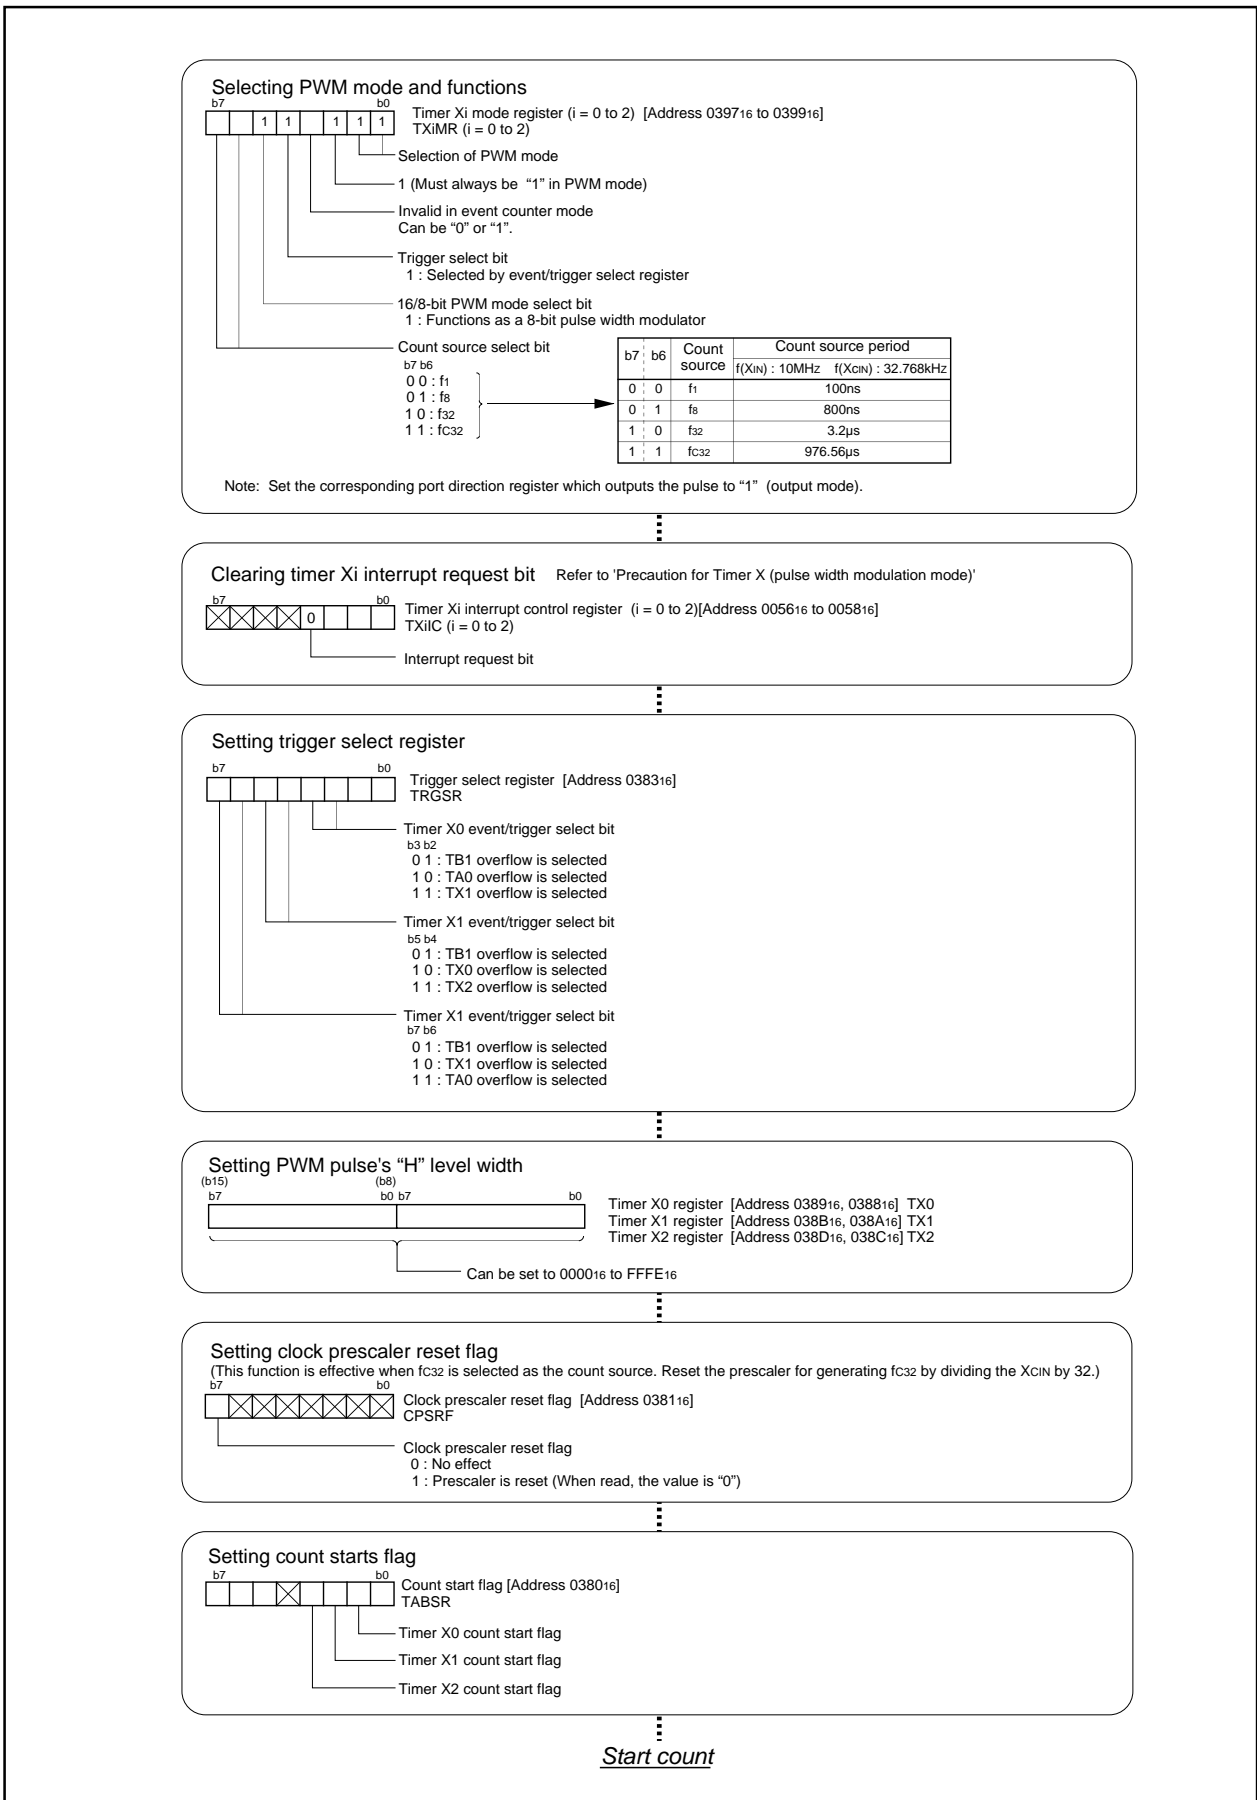 Selecting PWM mode and functions
b7 b0
1 1 1 1 1
Timer Xi mode register (i = 0 to 2) [Address 039716 to 039916]
TXiMR (i = 0 to 2)
Selection of PWM mode
1 (Must always be “1” in PWM mode)
Invalid in event counter mode
Can be “0” or “1”.
Trigger select bit
1 : Selected by event/trigger select register
16/8-bit PWM mode select bit
1 : Functions as a 8-bit pulse width modulator
Count source select bit
b7 b6
0 0 : f1
0 1 : f8
1 0 : f32
1 1 : fC32
b7 b6 Count source Count source period
f(XIN) : 10MHz f(XCIN) : 32.768kHz
0 0 f1 100ns
0 1 f8 800ns
1 0 f32 3.2µs
1 1 fC32 976.56µs
Note: Set the corresponding port direction register which outputs the pulse to “1” (output mode).
Clearing timer Xi interrupt request bit Refer to 'Precaution for Timer X (pulse width modulation mode)'
b7 b0
0
Timer Xi interrupt control register (i = 0 to 2)[Address 005616 to 005816]
TXiIC (i = 0 to 2)
Interrupt request bit
Setting trigger select register
b7 b0
Trigger select register [Address 038316]
TRGSR
Timer X0 event/trigger select bit
b3 b2
0 1 : TB1 overflow is selected
1 0 : TA0 overflow is selected
1 1 : TX1 overflow is selected
Timer X1 event/trigger select bit
b5 b4
0 1 : TB1 overflow is selected
1 0 : TX0 overflow is selected
1 1 : TX2 overflow is selected
Timer X1 event/trigger select bit
b7 b6
0 1 : TB1 overflow is selected
1 0 : TX1 overflow is selected
1 1 : TA0 overflow is selected
Setting PWM pulse's “H” level width
(b15) (b8)
b7 b0 b7 b0
Timer X0 register [Address 038916, 038816] TX0
Timer X1 register [Address 038B16, 038A16] TX1
Timer X2 register [Address 038D16, 038C16] TX2
Can be set to 000016 to FFFE16
Setting clock prescaler reset flag
(This function is effective when fC32 is selected as the count source. Reset the prescaler for generating fC32 by dividing the XCIN by 32.)
b7 b0
Clock prescaler reset flag [Address 038116]
CPSRF
Clock prescaler reset flag
0 : No effect
1 : Prescaler is reset (When read, the value is “0”)
Setting count starts flag
b7 b0
Count start flag [Address 038016]
TABSR
Timer X0 count start flag
Timer X1 count start flag
Timer X2 count start flag
Start count